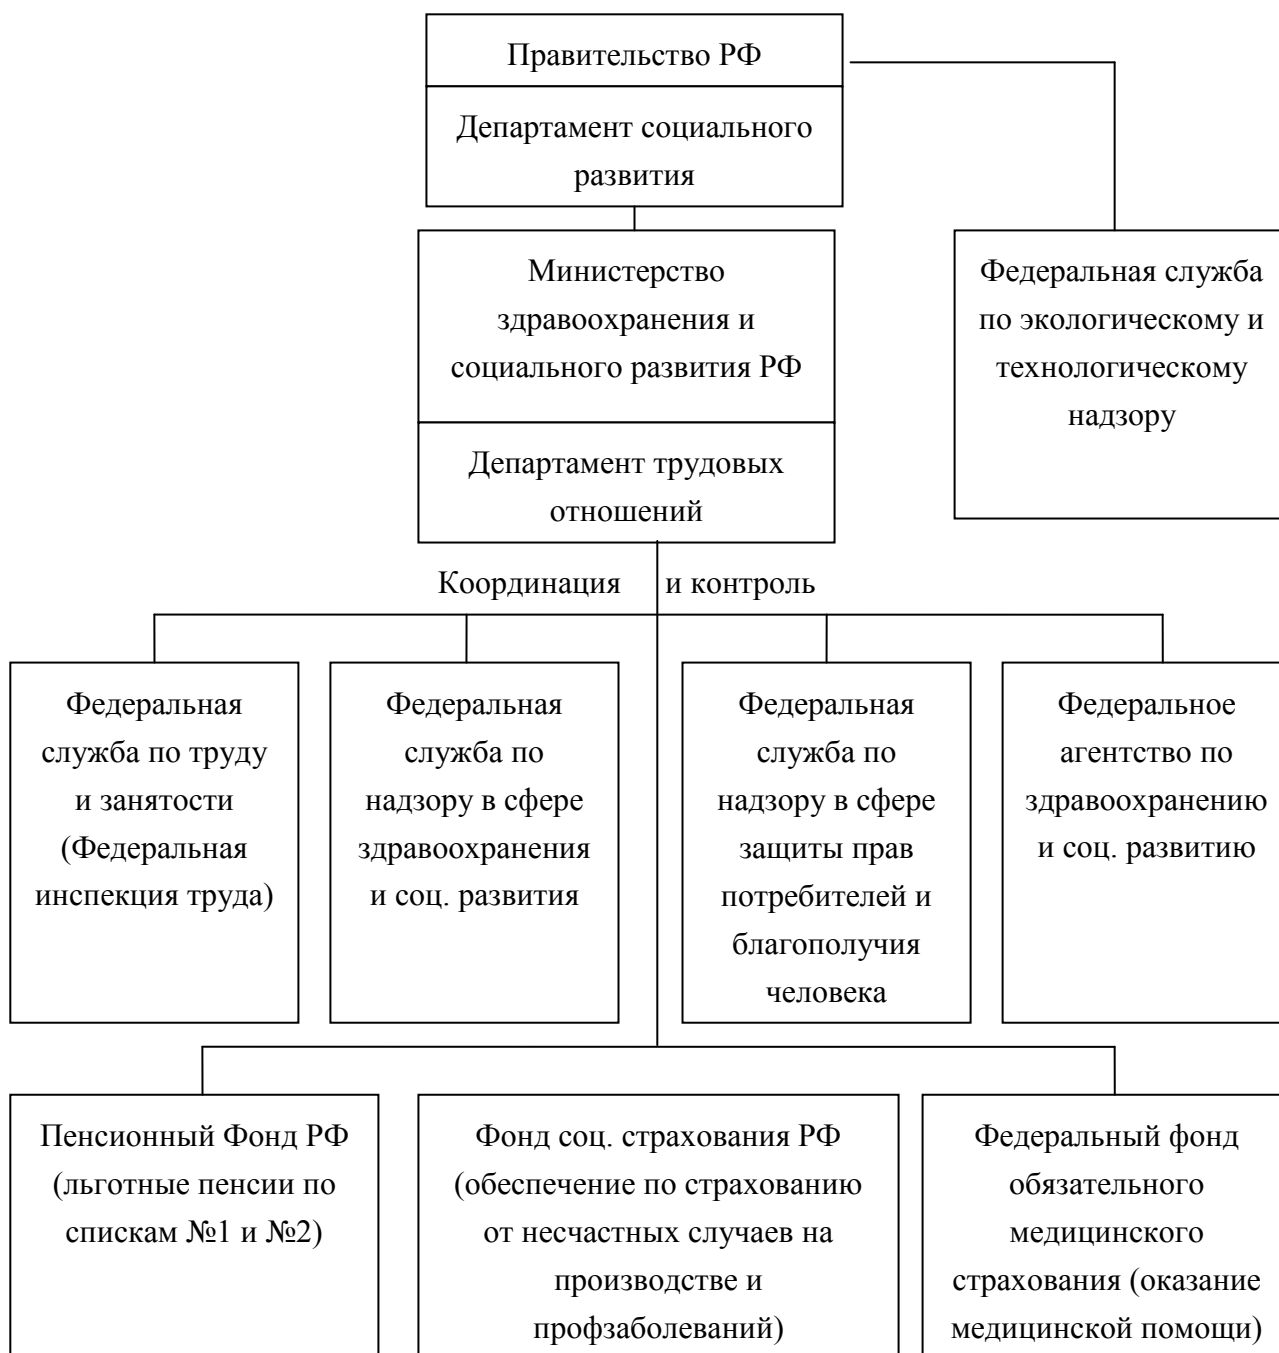 Правительство РФ
Департамент социального
развития
Министерство
здравоохранения и
социального развития РФ
Департамент трудовых
отношений
Федеральная служба
по экологическому и
технологическому
надзору
Координация и контроль
Федеральная
служба по труду
и занятости
(Федеральная
инспекция труда)
Федеральная
служба по
надзору в сфере
здравоохранения
и соц. развития
Федеральная
служба по
надзору в сфере
защиты прав
потребителей и
благополучия
человека
Федеральное
агентство по
здравоохранению
и соц. развитию
Пенсионный Фонд РФ
(льготные пенсии по
спискам №1 и №2)
Фонд соц. страхования РФ
(обеспечение по страхованию
от несчастных случаев на
производстве и
профзаболеваний)
Федеральный фонд
обязательного
медицинского
страхования (оказание
медицинской помощи)